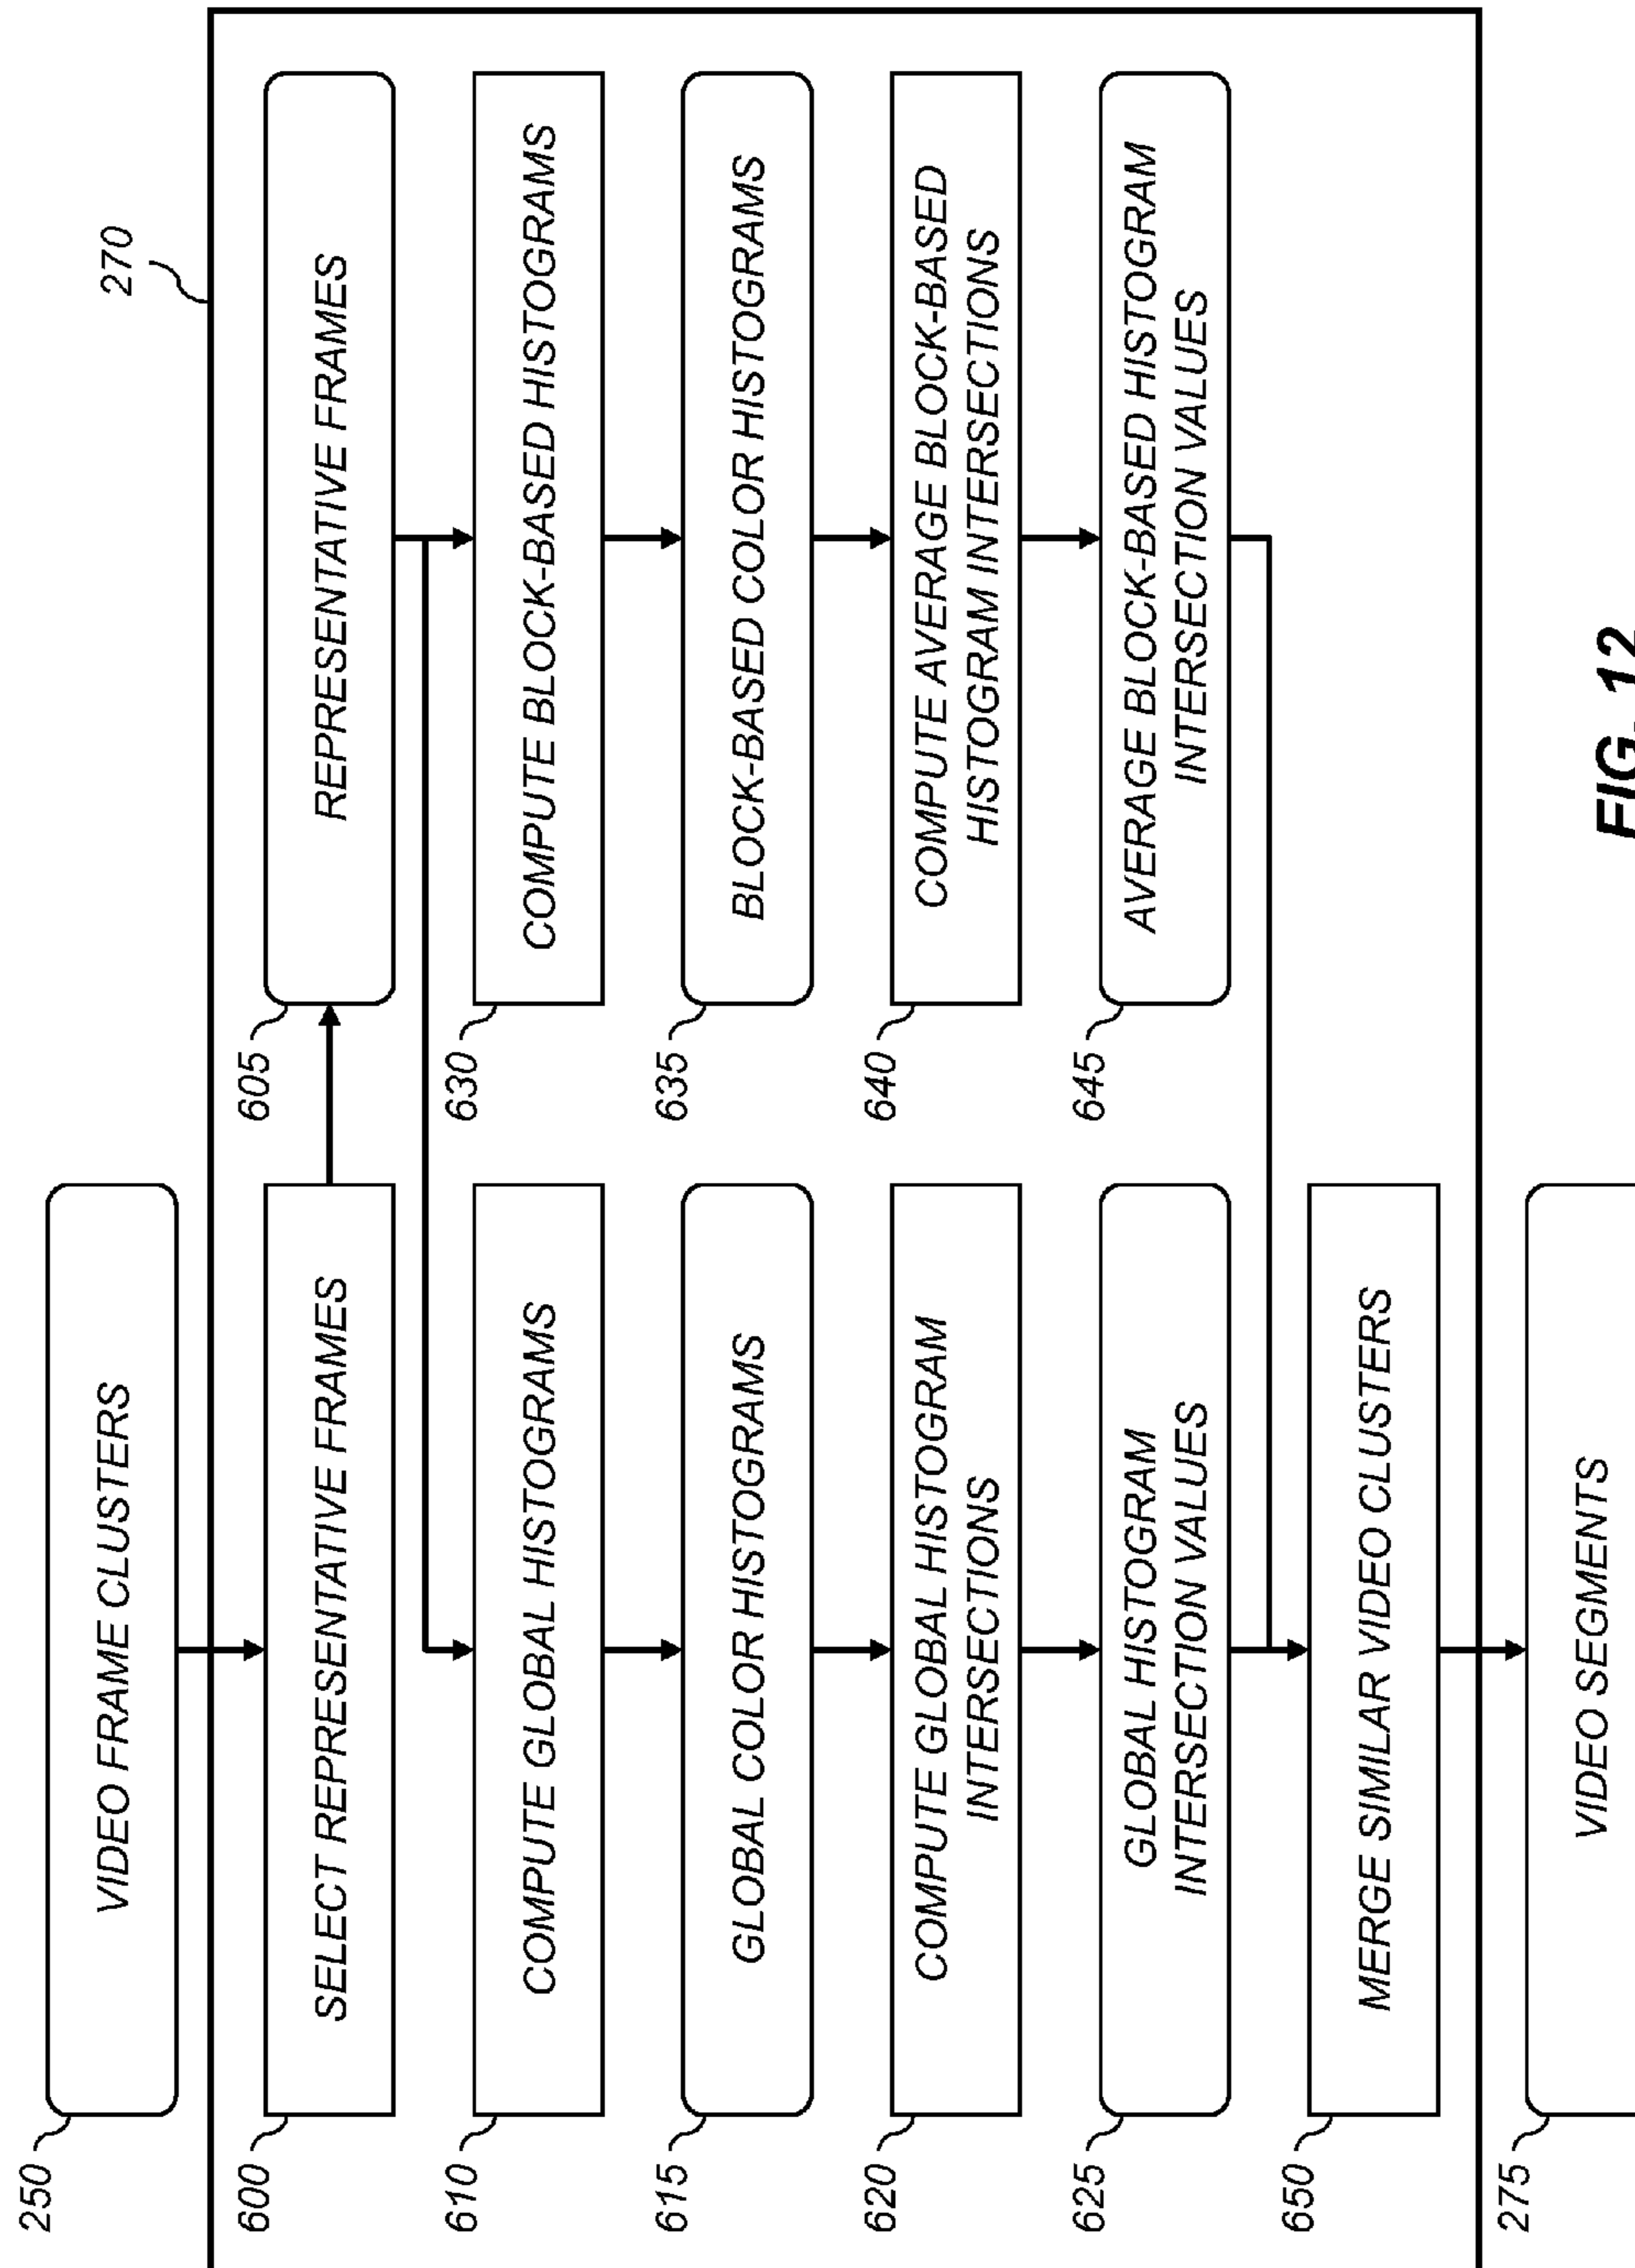 250
VIDEO FRAME CLUSTERS
270
600
SELECT REPRESENTATIVE FRAMES
605
REPRESENTATIVE FRAMES
610
COMPUTE GLOBAL HISTOGRAMS
630
COMPUTE BLOCK-BASED HISTOGRAMS
615
GLOBAL COLOR HISTOGRAMS
635
BLOCK-BASED COLOR HISTOGRAMS
620
COMPUTE GLOBAL HISTOGRAM
INTERSECTIONS
640
COMPUTE AVERAGE BLOCK-BASED
HISTOGRAM INTERSECTIONS
625
GLOBAL HISTOGRAM
INTERSECTION VALUES
645
AVERAGE BLOCK-BASED HISTOGRAM
INTERSECTION VALUES
650
MERGE SIMILAR VIDEO CLUSTERS
275
VIDEO SEGMENTS
FIG. 12